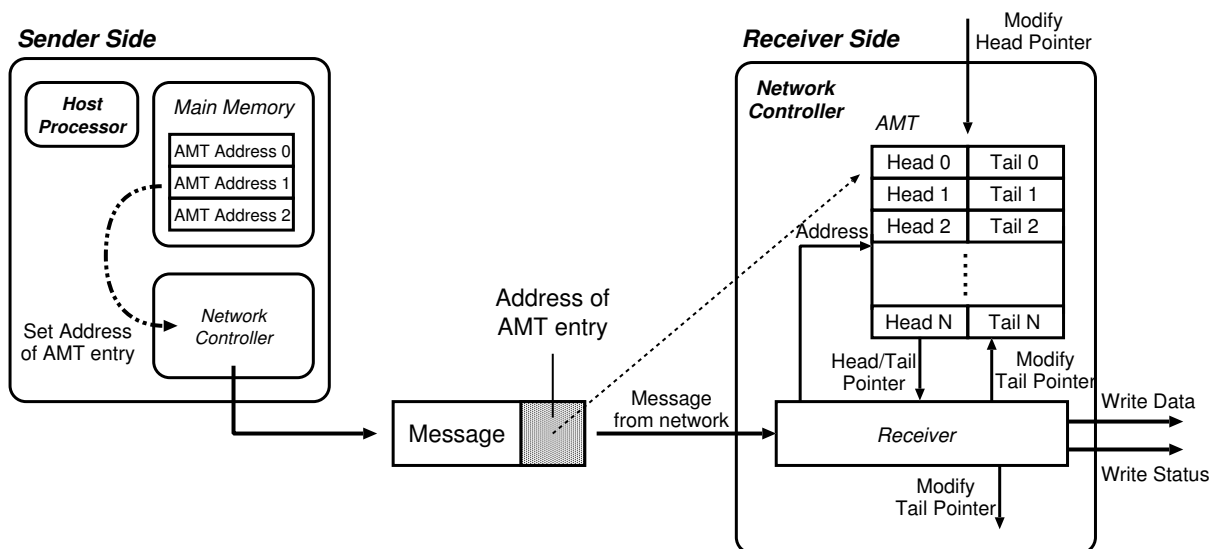 Sender Side
Host
Processor
Main Memory
AMT Address 0
AMT Address 1
AMT Address 2
Set Address
of AMT entry
Network
Controller
Address of
AMT entry
Message
Message
from network
Receiver Side
Modify
Head Pointer
Network
Controller
AMT
Head 0
Tail 0
Head 1
Tail 1
Head 2
Tail 2
Address
Head N
Tail N
Head/Tail
Pointer
Modify
Tail Pointer
Receiver
Write Data
Write Status
Modify
Tail Pointer